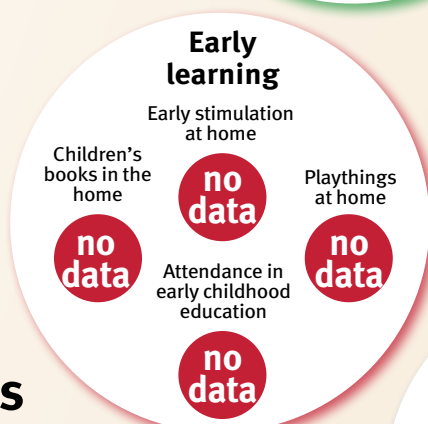 Early
learning
Early stimulation
at home
no
data
Children's
books in the
home
no
data
Playthings
at home
no
data
Attendance in
early childhood
education
no
data
s